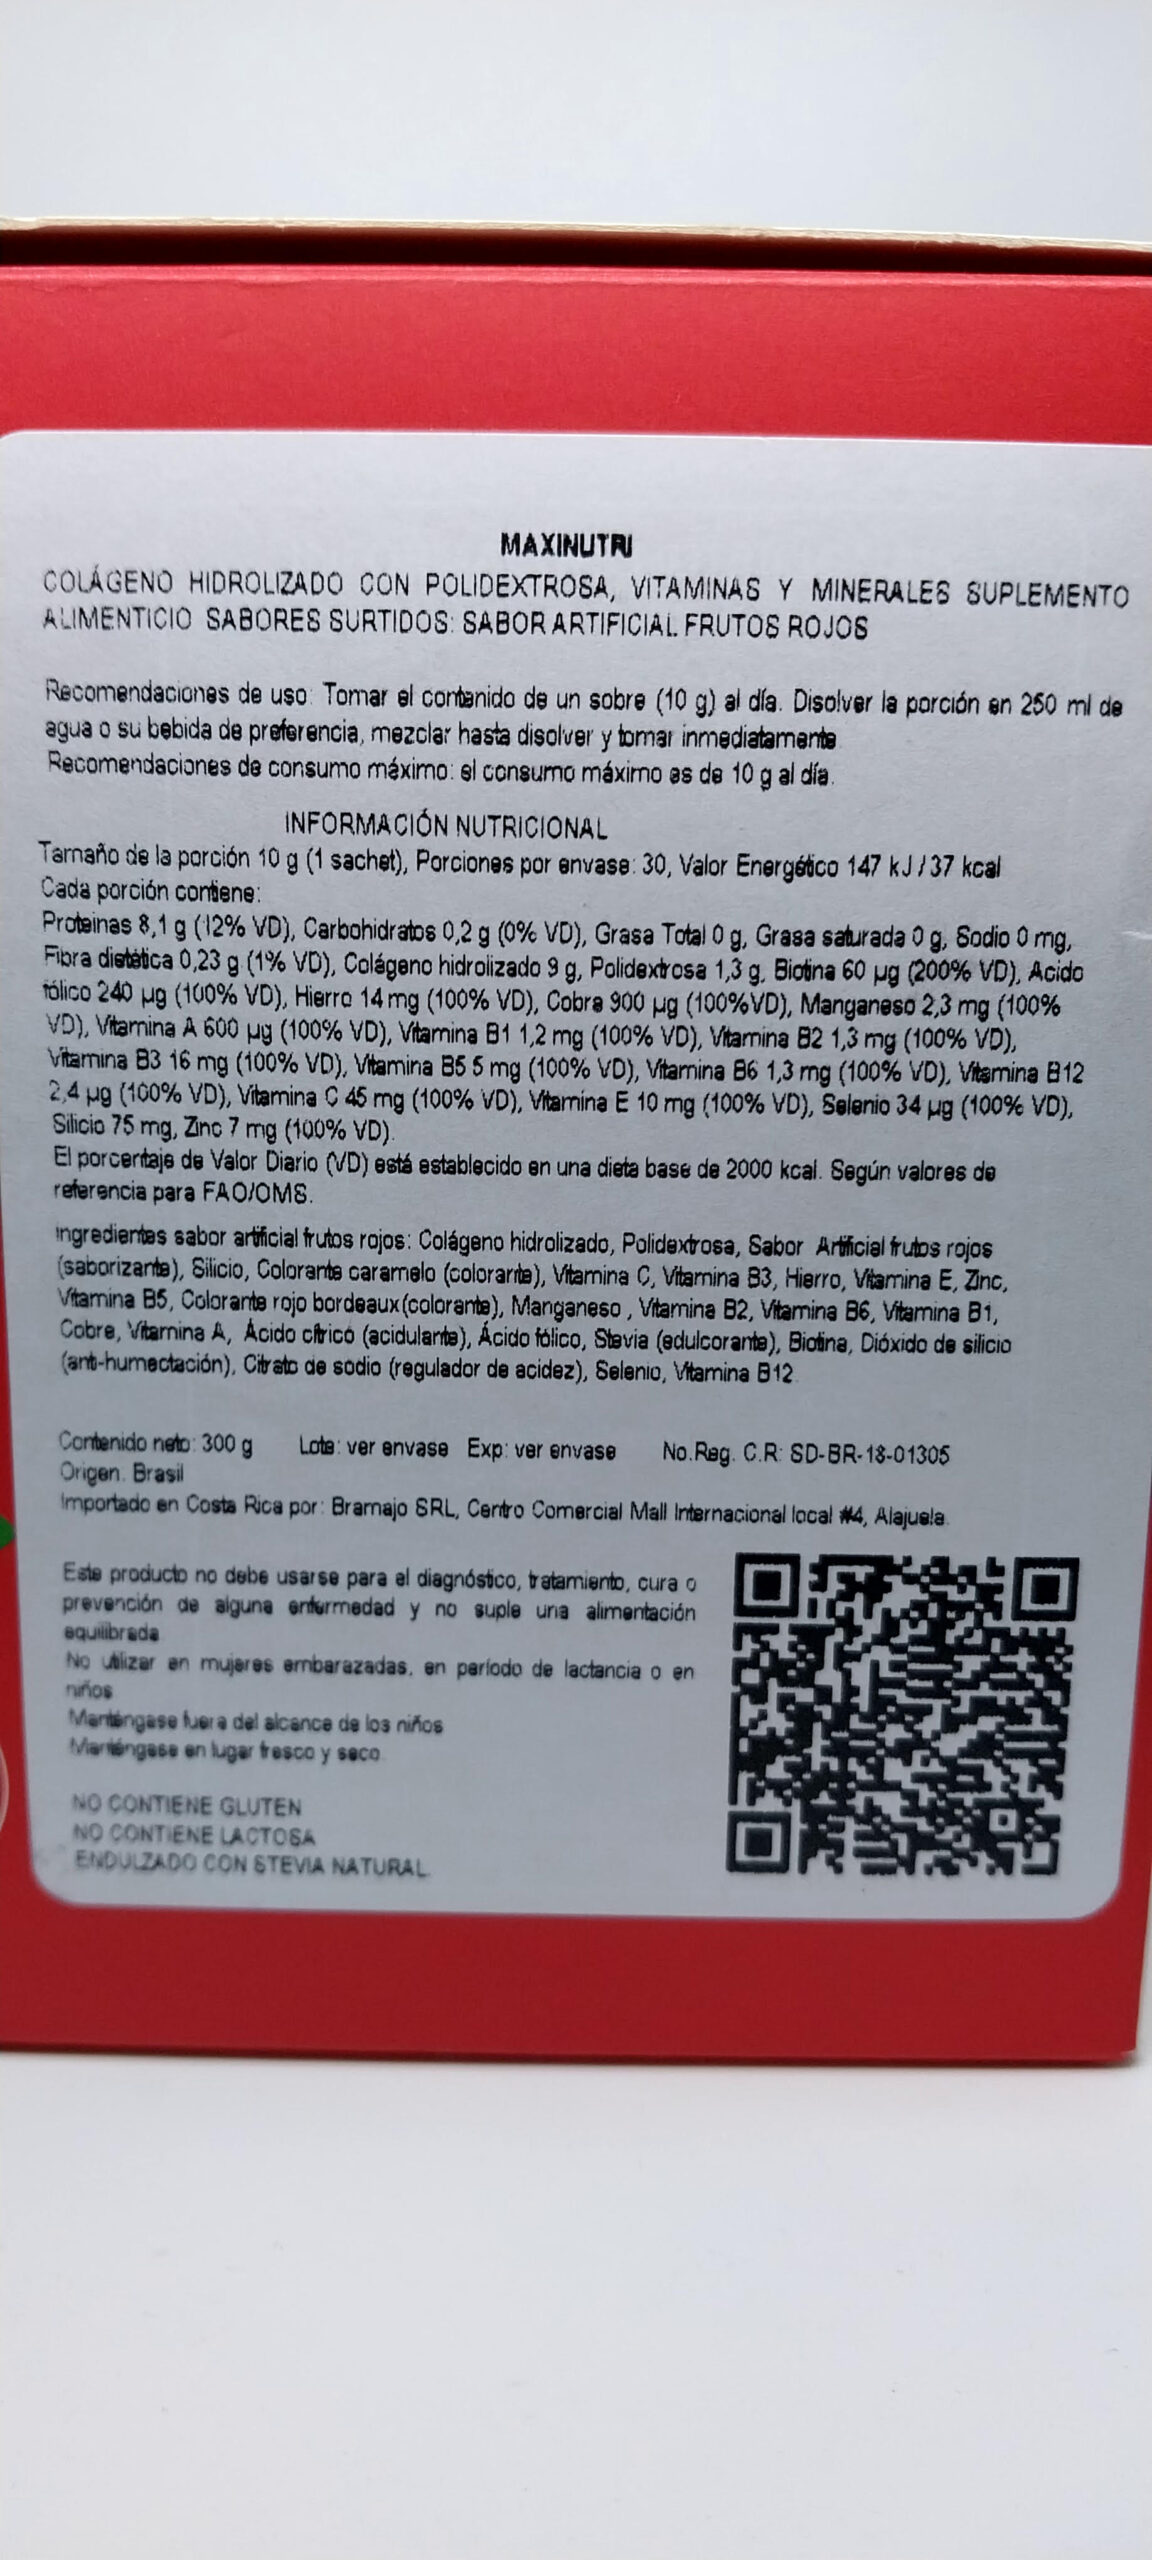 MAXINUTRI
COLÁGENO HIDROLIZADO CON POLIDEXTROSA, VITAMINAS Y MINERALES SUPLEMENTO
ALIMENTICIO SABORES SURTIDOS: SABOR ARTIFICIAL FRUTOS ROJOS
Recomendaciones de uso: Tomar el contenido de un sobre (10 g) al día. Disolver la porción en 250 ml de
agua o su bebida de preferencia, mezclar hasta disolver y tomar inmediatamente
Recomendaciones de consumo máximo: el consumo máximo es de 10 g al día.
INFORMACIÓN NUTRICIONAL
Tamaño de la porción 10 g (1 sachet), Porciones por envase: 30, Valor Energético 147 kJ / 37 kcal
Cada porción contiene:
Proteinas 8,1 g (12% VD), Carbohidratos 0,2 g (0% VD), Grasa Total 0 g, Grasa saturada 0 g, Sodio 0 mg,
Fibra dietética 0,23 g (1% VD), Colágeno hidrolizado 9 g, Polidextrosa 1,3 g, Biotina 60 µg (200% VD), Acido
fólico 240 µg (100% VD), Hierro 14 mg (100% VD), Cobre 900 µg (100%VD), Manganeso 2,3 mg (100%
VD), Vitamina A 600 µg (100% VD), Vitamina B1 1,2 mg (100% VD), Vitamina B2 1,3 mg (100% VD),
Vitamina B3 16 mg (100% VD), Vitamina B5 5 mg (100% VD), Vitamina B6 1,3 mg (100% VD), Vitamina B12
2,4 µg (100% VD), Vitamina C 45 mg (100% VD), Vitamina E 10 mg (100% VD), Selenio 34 µg (100% VD),
Silicio 75 mg, Zinc 7 mg (100% VD).
El porcentaje de Valor Diario (VD) está establecido en una dieta base de 2000 kcal. Según valores de
referencia para FAO/OMS.
Ingredientes sabor artificial frutos rojos: Colágeno hidrolizado, Polidextrosa, Sabor Artificial frutos rojos
(saborizante), Silicio, Colorante caramelo (colorante), Vitamina C, Vitamina B3, Hierro, Vitamina E, Zinc,
Vitamina B5, Colorante rojo bordeaux(colorante), Manganeso , Vitamina B2, Vitamina B6, Vitamina B1,
Cobre, Vitamina A, Ácido cítrico (acidulante), Ácido fólico, Stevia (edulcorante), Biotina, Dióxido de silicio
(anti-humectación), Citrato de sodio (regulador de acidez), Selenio, Vitamina B12
Contenido neto: 300 g Lote: ver envase Exp: ver envase No.Reg. C.R: SD-BR-18-01305
Origen: Brasil
Importado en Costa Rica por: Bramajo SRL, Centro Comercial Mall Internacional local #4, Alajuela.
Este producto no debe usarse para el diagnóstico, tratamiento, cura o
prevención de alguna enfermedad y no suple una alimentación
equilibrada
No utilizar en mujeres embarazadas, en período de lactancia o en
niños
Manténgase fuera del alcance de los niños
Manténgase en lugar fresco y seco
NO CONTIENE GLUTEN
NO CONTIENE LACTOSA
ENDULZADO CON STEVIA NATURAL